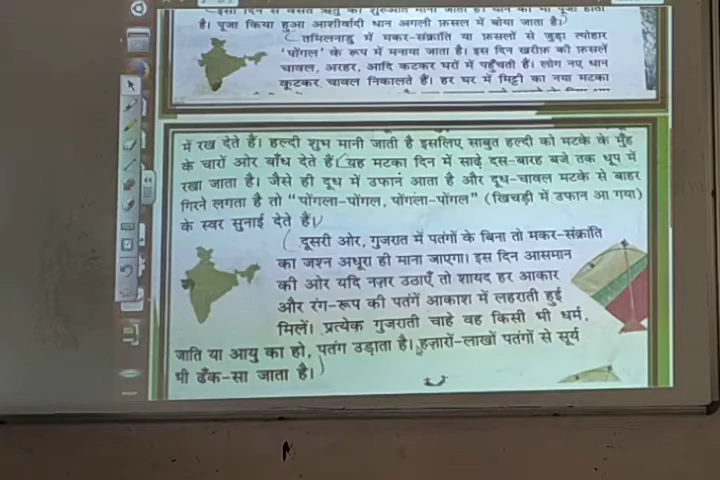 इसी दिन से वसंत ऋतु की शुरुआत मानी जाती है। धान की भी पूजा होती
है। पूजा किया हुआ आशीर्वादी धान अगली फ़सल में बोया जाता है।
तमिलनाडु में मकर-संक्रांति या फ़सलों से जुड़ा त्योहार
'पोंगल' के रूप में मनाया जाता है। इस दिन खरीफ़ की फ़सलें
चावल, अरहर, आदि कटकर घरों में पहुँचती हैं। लोग नए धान
कूटकर चावल निकालते हैं। हर घर में मिट्टी का नया मटका
में रख देते हैं। हल्दी शुभ मानी जाती है इसलिए साबुत हल्दी को मटके के मुँह
के चारों ओर बाँध देते हैं। यह मटका दिन में साढ़े दस-बारह बजे तक धूप में
रखा जाता है। जैसे ही दूध में उफान आता है और दूध-चावल मटके से बाहर
गिरने लगता है तो "पोंगला-पोंगल, पोंगला-पोंगल" (खिचड़ी में उफान आ गया)
के स्वर सुनाई देते हैं।
दूसरी ओर, गुजरात में पतंगों के बिना तो मकर-संक्रांति
का जश्न अधूरा ही माना जाएगा। इस दिन आसमान
की ओर यदि नज़र उठाएँ तो शायद हर आकार
और रंग-रूप की पतंगें आकाश में लहराती हुई
मिलें। प्रत्येक गुजराती चाहे वह किसी भी धर्म,
जाति या आयु का हो, पतंग उड़ाता है। हज़ारों-लाखों पतंगों से सूर्य
भी ढँक-सा जाता है।